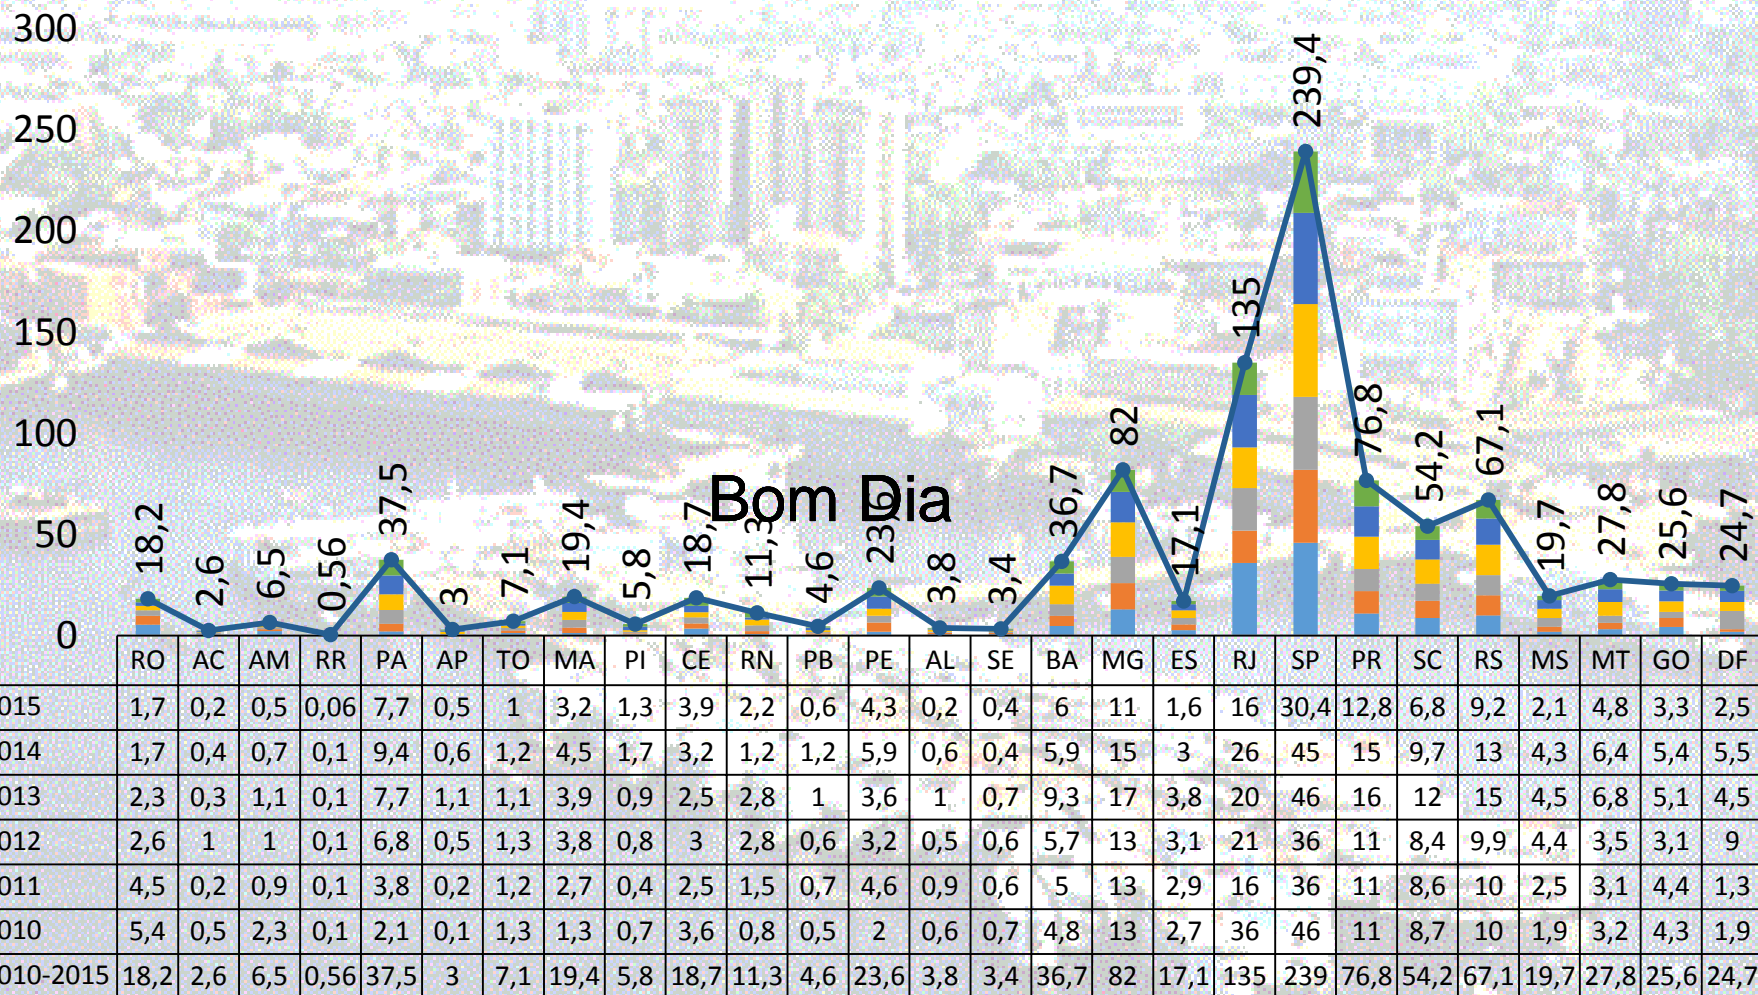 300
250
200
150
100
50
0
18,2 2,6 6,5 0,56 37,5 3 7,1 19,4 5,8 18,7 11,3 4,6 23,6 3,8 3,4 36,7 82 17,1 135 239,4 76,8 54,2 67,1 19,7 27,8 25,6 24,7
Bom Dia
RO AC AM RR PA AP TO MA PI CE RN PB PE AL SE BA MG ES RJ SP PR SC RS MS MT GO DF
015 1,7 0,2 0,5 0,06 7,7 0,5 1 3,2 1,3 3,9 2,2 0,6 4,3 0,2 0,4 6 11 1,6 16 30,4 12,8 6,8 9,2 2,1 4,8 3,3 2,5
014 1,7 0,4 0,7 0,1 9,4 0,6 1,2 4,5 1,7 3,2 1,2 1,2 5,9 0,6 0,4 5,9 15 3 26 45 15 9,7 13 4,3 6,4 5,4 5,5
013 2,3 0,3 1,1 0,1 7,7 1,1 1,1 3,9 0,9 2,5 2,8 1 3,6 1 0,7 9,3 17 3,8 20 46 16 12 15 4,5 6,8 5,1 4,5
012 2,6 1 1 0,1 6,8 0,5 1,3 3,8 0,8 3 2,8 0,6 3,2 0,5 0,6 5,7 13 3,1 21 36 11 8,4 9,9 4,4 3,5 3,1 9
011 4,5 0,2 0,9 0,1 3,8 0,2 1,2 2,7 0,4 2,5 1,5 0,7 4,6 0,9 0,6 5 13 2,9 16 36 11 8,6 10 2,5 3,1 4,4 1,3
010 5,4 0,5 2,3 0,1 2,1 0,1 1,3 1,3 0,7 3,6 0,8 0,5 2 0,6 0,7 4,8 13 2,7 36 46 11 8,7 10 1,9 3,2 4,3 1,9
010-2015 18,2 2,6 6,5 0,56 37,5 3 7,1 19,4 5,8 18,7 11,3 4,6 23,6 3,8 3,4 36,7 82 17,1 135 239 76,8 54,2 67,1 19,7 27,8 25,6 24,7